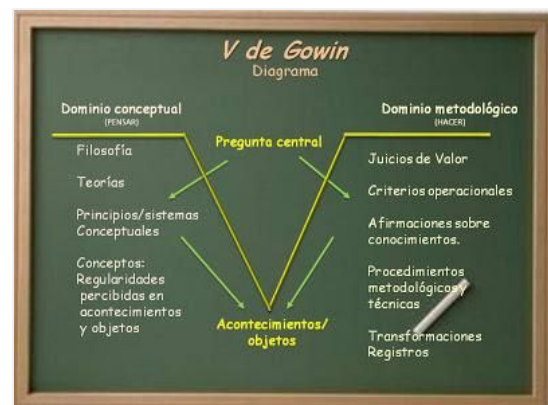 V de Gowin
Diagrama
Dominio conceptual
(PENSAR)
Filosofía
Teorías
Principios/sistemas
Conceptuales
Conceptos:
Regularidades
percibidas en
acontecimientos
y objetos
Pregunta central
Acontecimientos/
objetos
Dominio metodológico
(HACER)
Juicios de Valor
Criterios operacionales
Afirmaciones sobre
conocimientos.
Procedimientos
metodológicos y
técnicas
Transformaciones
Registros